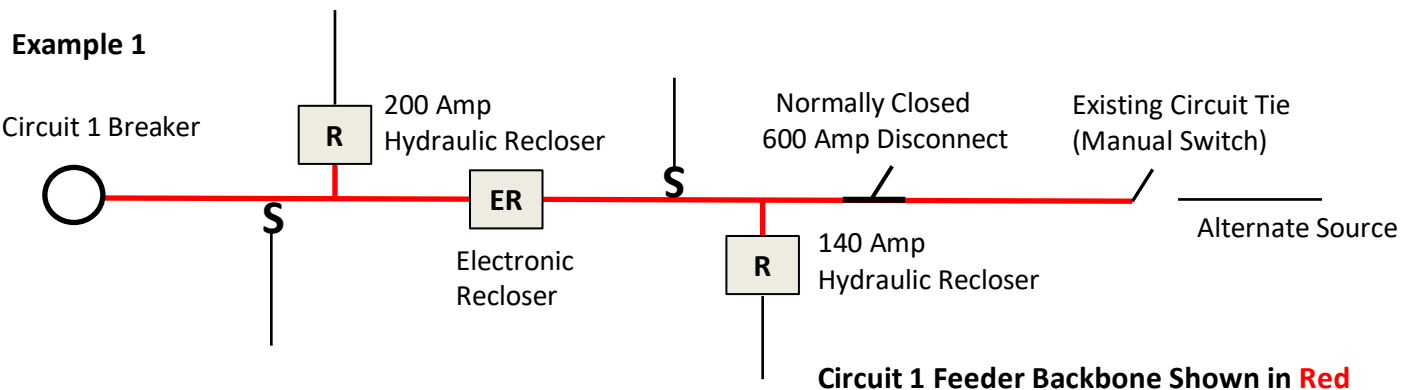 Example 1
Circuit 1 Breaker
R
200 Amp
Hydraulic Recloser
S
ER
Electronic
Recloser
S
Normally Closed
600 Amp Disconnect
R
140 Amp
Hydraulic Recloser
Existing Circuit Tie
(Manual Switch)
Alternate Source
Circuit 1 Feeder Backbone Shown in Red